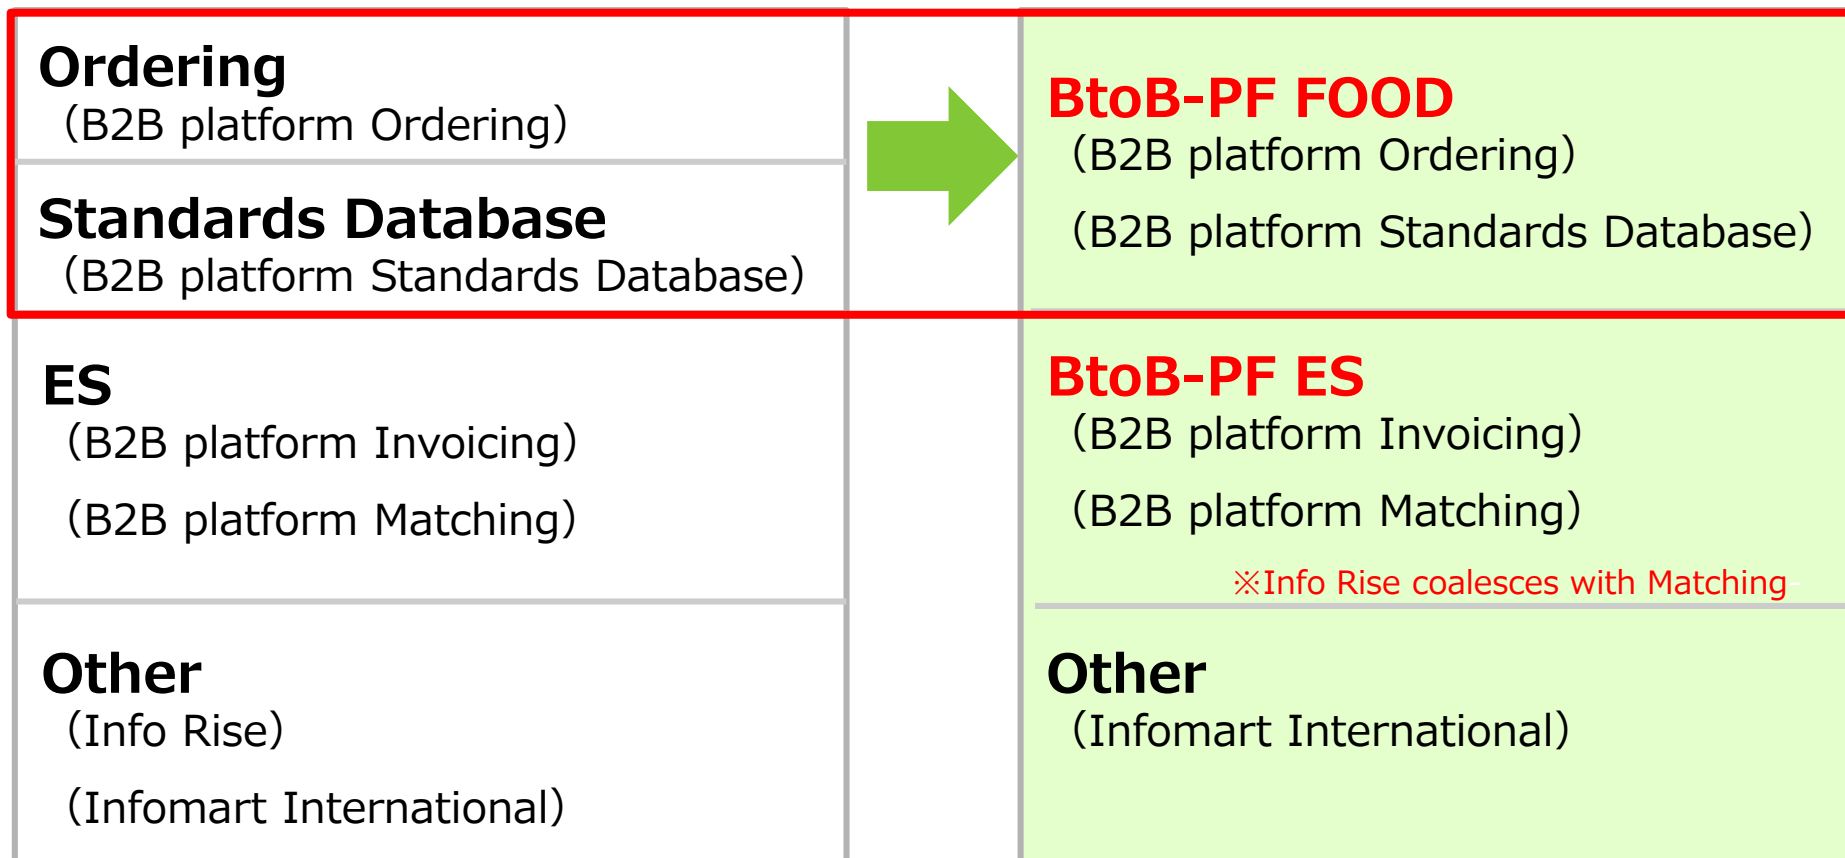 Ordering
（B2B platform Ordering）
Standards Database
（B2B platform Standards Database）
ES
（B2B platform Invoicing）
（B2B platform Matching）
Other
（Info Rise）
（Infomart International）
BtoB-PF FOOD
（B2B platform Ordering）
（B2B platform Standards Database）
BtoB-PF ES
（B2B platform Invoicing）
（B2B platform Matching）
※Info Rise coalesces with Matching
Other
（Infomart International）